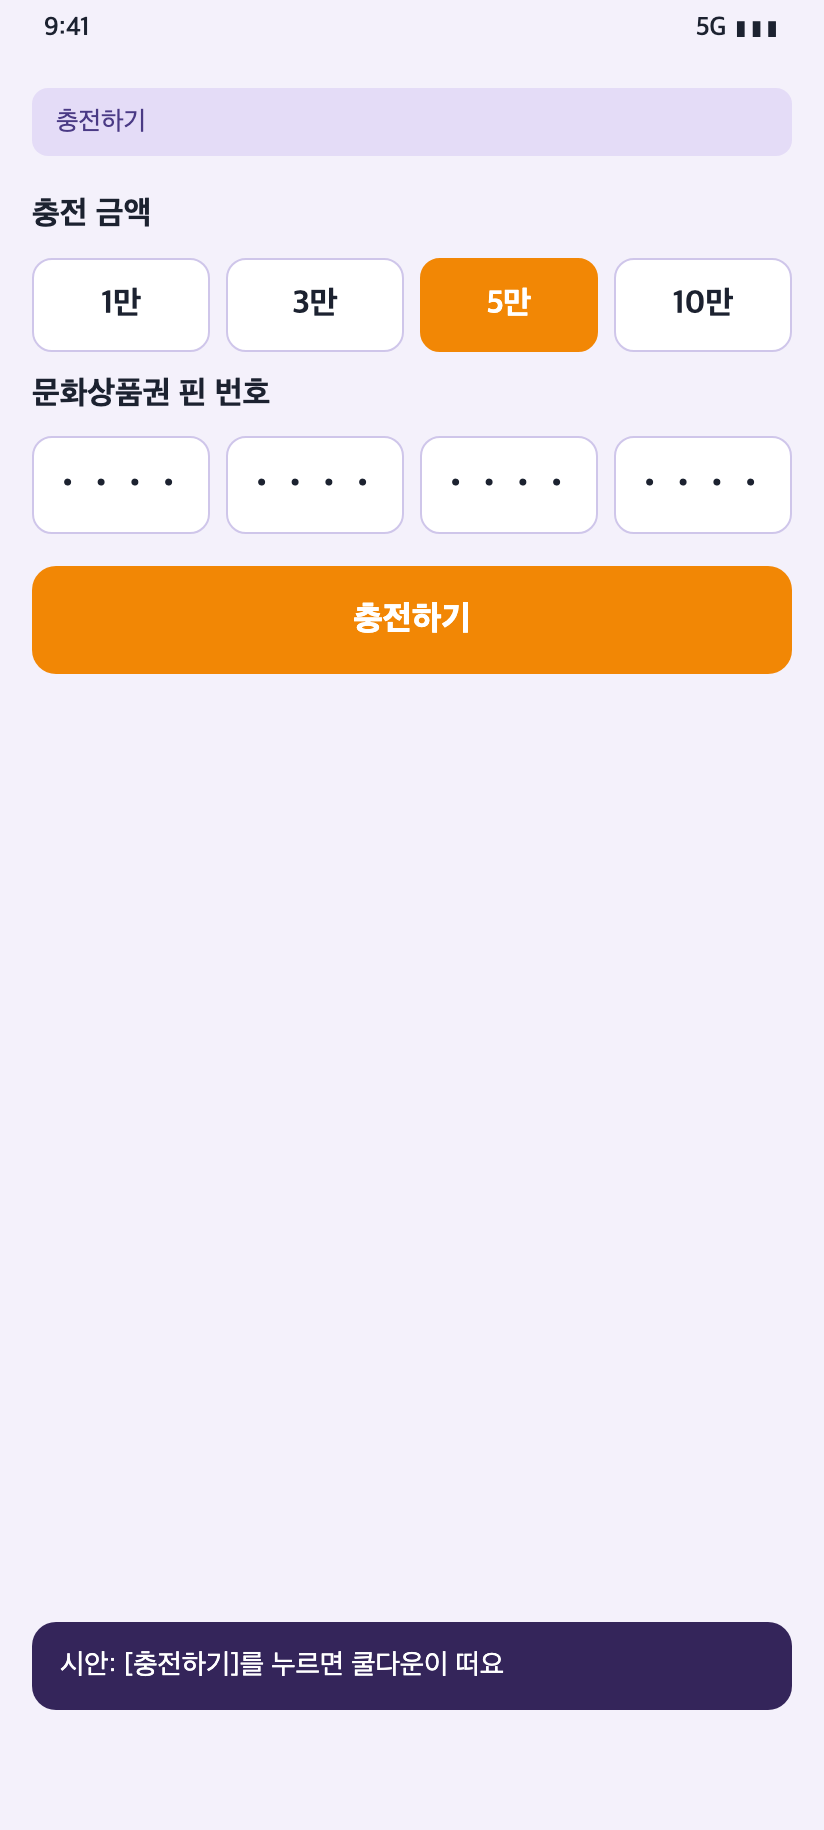 9:41
5G
충전하기
충전 금액
1만
3만
5만
10만
문화상품권 핀 번호
• • • •
• • • •
• • • •
• • • •
충전하기
시안: [충전하기]를 누르면 쿨다운이 떠요